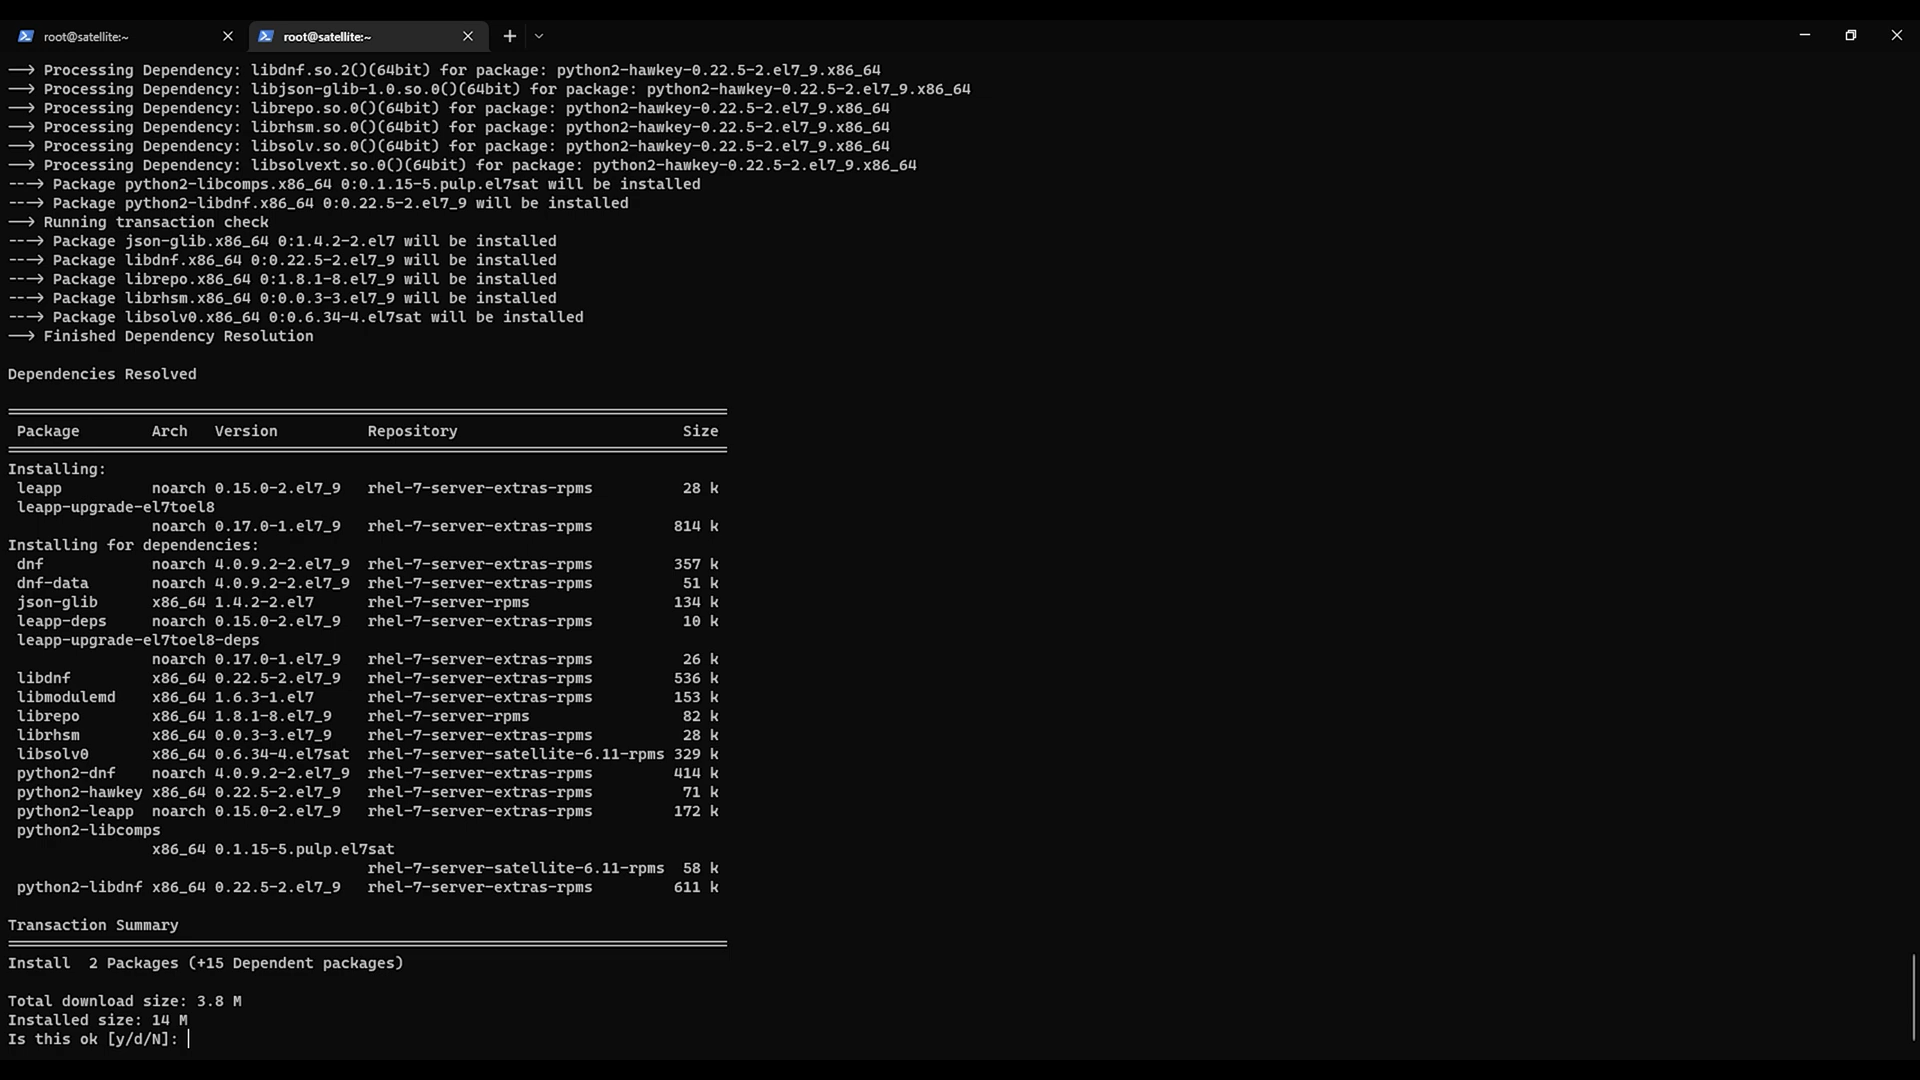 root@satellite:~
root@satellite:~
--> Processing Dependency: libdnf.so.2()(64bit) for package: python2-hawkey-0.22.5-2.el7_9.x86_64
--> Processing Dependency: libjson-glib-1.0.so.0()(64bit) for package: python2-hawkey-0.22.5-2.el7_9.x86_64
--> Processing Dependency: librepo.so.0()(64bit) for package: python2-hawkey-0.22.5-2.el7_9.x86_64
--> Processing Dependency: librhsm.so.0()(64bit) for package: python2-hawkey-0.22.5-2.el7_9.x86_64
--> Processing Dependency: libsolv.so.0()(64bit) for package: python2-hawkey-0.22.5-2.el7_9.x86_64
--> Processing Dependency: libsolvext.so.0()(64bit) for package: python2-hawkey-0.22.5-2.el7_9.x86_64
---> Package python2-libcomps.x86_64 0:0.1.15-5.pulp.el7sat will be installed
---> Package python2-libdnf.x86_64 0:0.22.5-2.el7_9 will be installed
--> Running transaction check
---> Package json-glib.x86_64 0:1.4.2-2.el7 will be installed
---> Package libdnf.x86_64 0:0.22.5-2.el7_9 will be installed
---> Package librepo.x86_64 0:1.8.1-8.el7_9 will be installed
---> Package librhsm.x86_64 0:0.0.3-3.el7_9 will be installed
---> Package libsolv0.x86_64 0:0.6.34-4.el7sat will be installed
--> Finished Dependency Resolution
Dependencies Resolved
Package Arch Version Repository Size
Installing:
leapp noarch 0.15.0-2.el7_9 rhel-7-server-extras-rpms 28 k
leapp-upgrade-el7toel8
noarch 0.17.0-1.el7_9 rhel-7-server-extras-rpms 814 k
Installing for dependencies:
dnf noarch 4.0.9.2-2.el7_9 rhel-7-server-extras-rpms 357 k
dnf-data noarch 4.0.9.2-2.el7_9 rhel-7-server-extras-rpms 51 k
json-glib x86_64 1.4.2-2.el7 rhel-7-server-rpms 134 k
leapp-deps noarch 0.15.0-2.el7_9 rhel-7-server-extras-rpms 10 k
leapp-upgrade-el7toel8-deps
noarch 0.17.0-1.el7_9 rhel-7-server-extras-rpms 26 k
libdnf x86_64 0.22.5-2.el7_9 rhel-7-server-extras-rpms 536 k
libmodulemd x86_64 1.6.3-1.el7 rhel-7-server-extras-rpms 153 k
librepo x86_64 1.8.1-8.el7_9 rhel-7-server-rpms 82 k
librhsm x86_64 0.0.3-3.el7_9 rhel-7-server-extras-rpms 28 k
libsolv0 x86_64 0.6.34-4.el7sat rhel-7-server-satellite-6.11-rpms 329 k
python2-dnf noarch 4.0.9.2-2.el7_9 rhel-7-server-extras-rpms 414 k
python2-hawkey x86_64 0.22.5-2.el7_9 rhel-7-server-extras-rpms 71 k
python2-leapp noarch 0.15.0-2.el7_9 rhel-7-server-extras-rpms 172 k
python2-libcomps
x86_64 0.1.15-5.pulp.el7sat
rhel-7-server-satellite-6.11-rpms 58 k
python2-libdnf x86_64 0.22.5-2.el7_9 rhel-7-server-extras-rpms 611 k
Transaction Summary
Install 2 Packages (+15 Dependent packages)
Total download size: 3.8 M
Installed size: 14 M
Is this ok [y/d/N]: